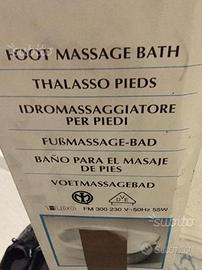 FOOT MASSAGE BATH
THALASSO PIEDS
IDROMASSAGGIATORE
PER PIEDI
FUßMASSAGE-BAD
BAÑO PARA EL MASAJE
DE PIES
VOETMASSAGEBAD
FM 300 230 V~50Hz 55W
subito